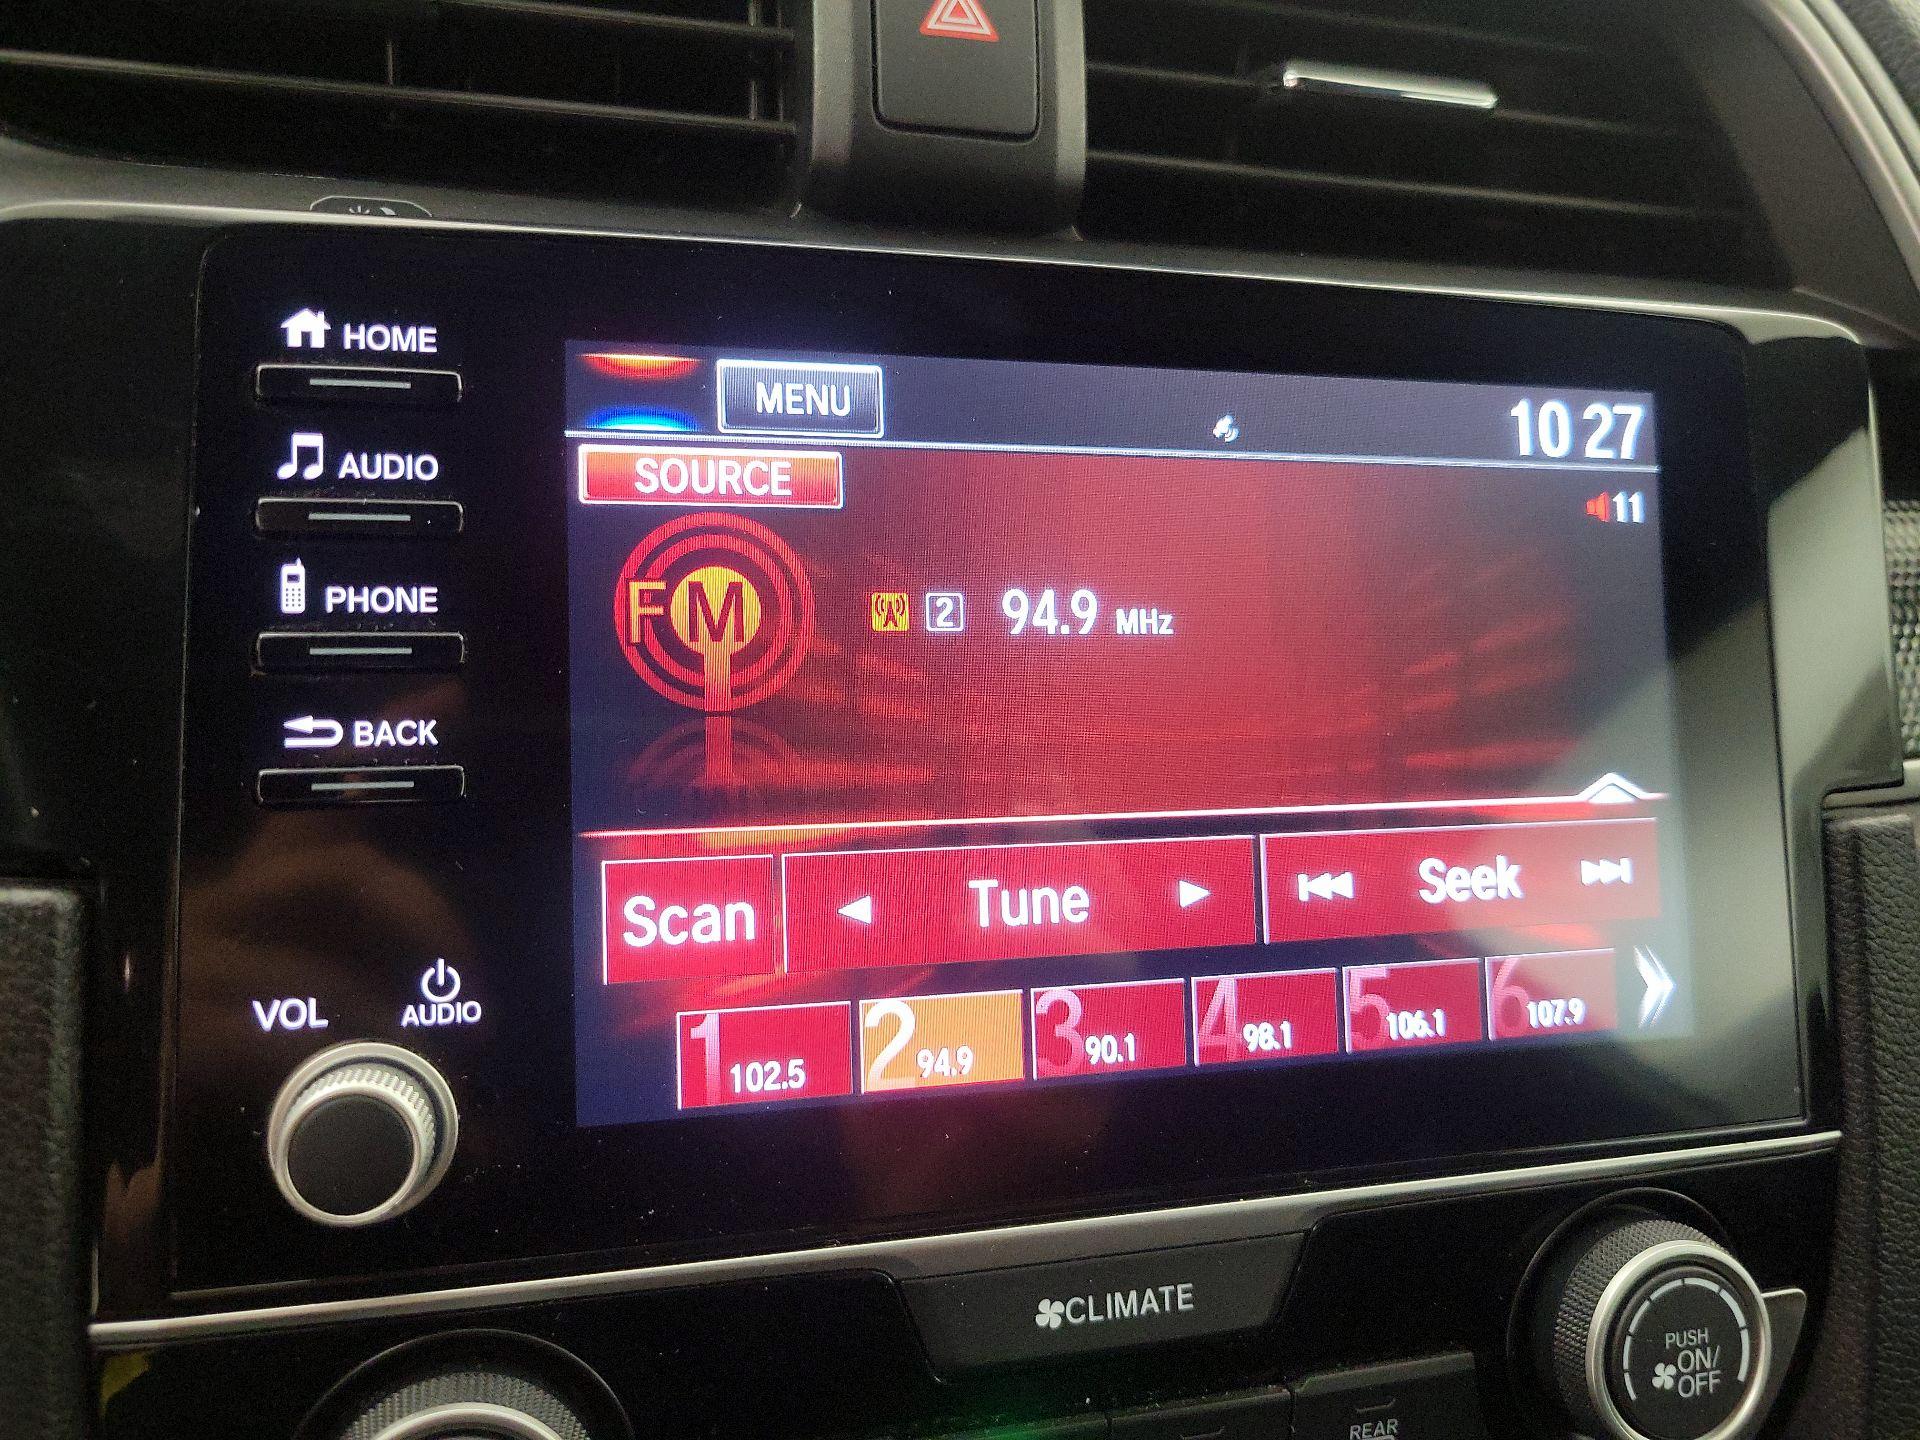 HOME
AUDIO
PHONE
BACK
VOL
AUDIO
MENU
10 27
SOURCE
11
FM
2 94.9 MHz
Scan
Tune
Seek
1 102.5
2 94.9
3 90.1
4 98.1
5 106.1
6 107.9
CLIMATE
PUSH
ON/
OFF
REAR